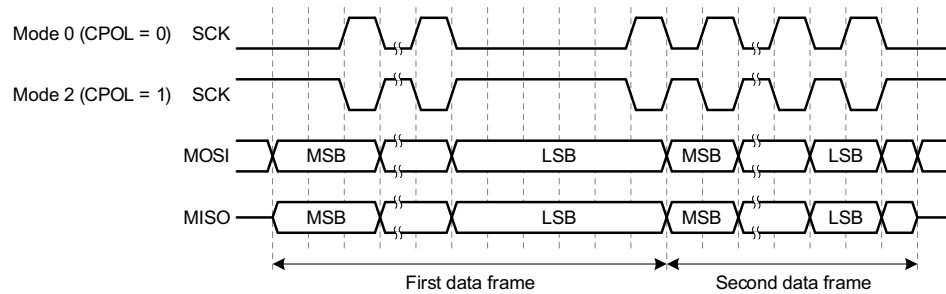 Mode 0 (CPOL = 0) SCK
Mode 2 (CPOL = 1) SCK
MOSI MSB LSB MSB LSB
MISO MSB LSB MSB LSB
First data frame Second data frame